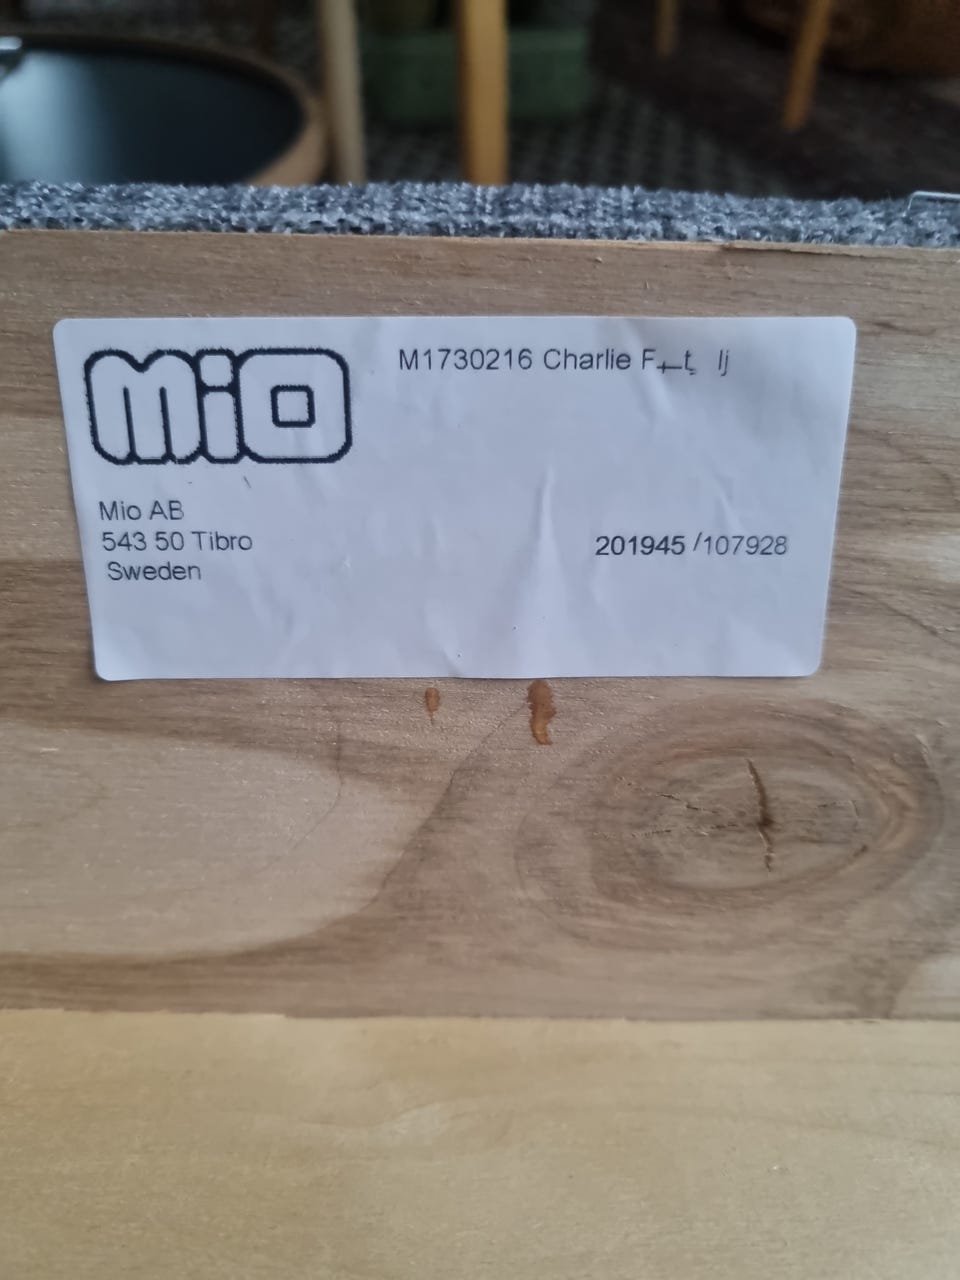 MiO
M1730216 Charlie
Mio AB
543 50 Tibro
Sweden
201945 /107928